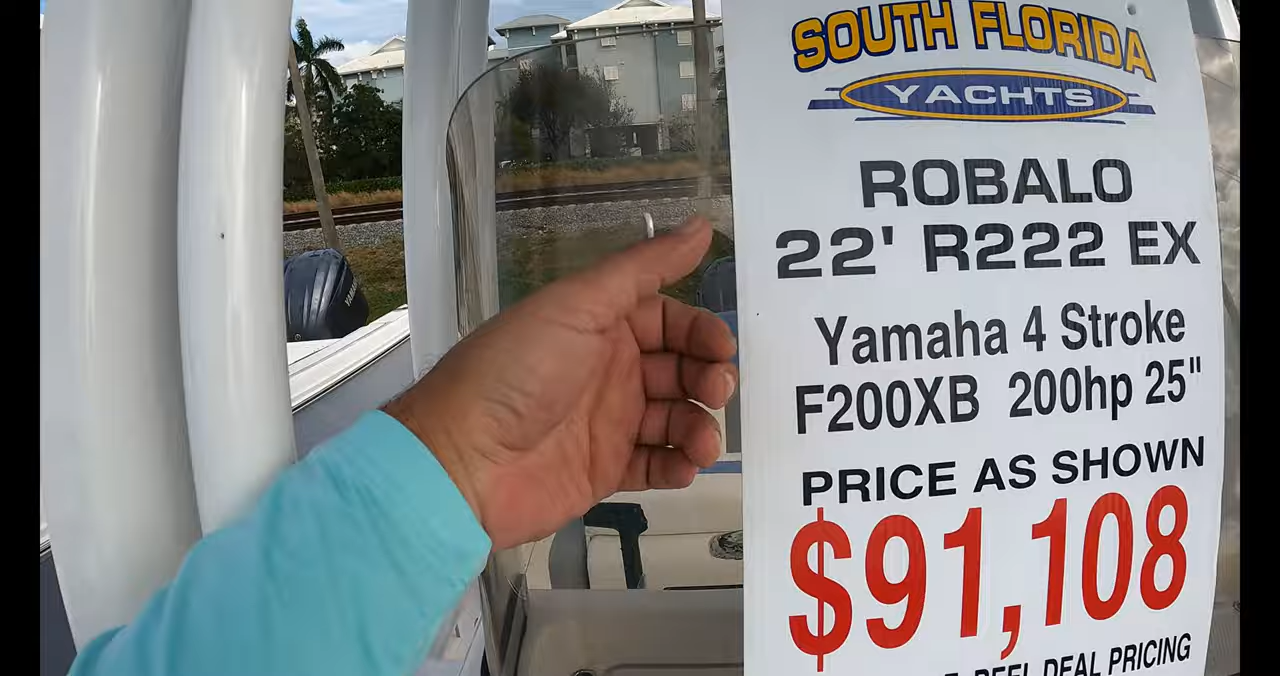 SOUTH FLORIDA
YACHTS
ROBALO
22' R222 EX
Yamaha 4 Stroke
F200XB 200hp 25"
PRICE AS SHOWN
$91,108
REEL DEAL PRICING
YAMAHA